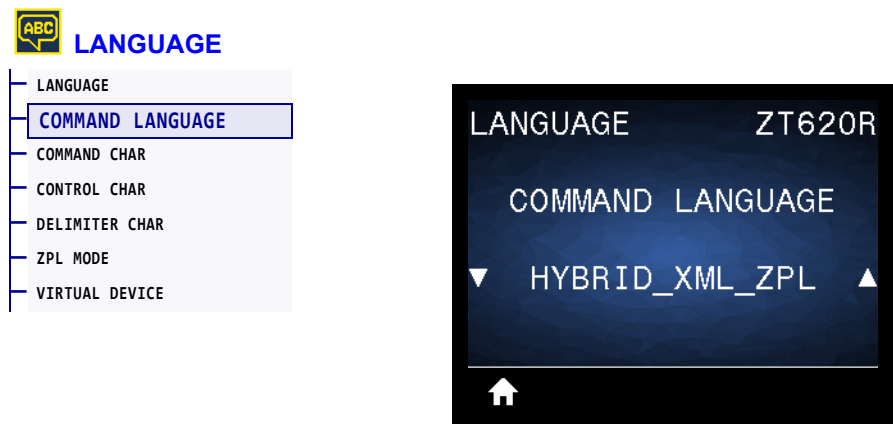 ABC
LANGUAGE
LANGUAGE
COMMAND LANGUAGE
COMMAND CHAR
CONTROL CHAR
DELIMITER CHAR
ZPL MODE
VIRTUAL DEVICE
LANGUAGE ZT620R
COMMAND LANGUAGE
HYBRID_XML_ZPL